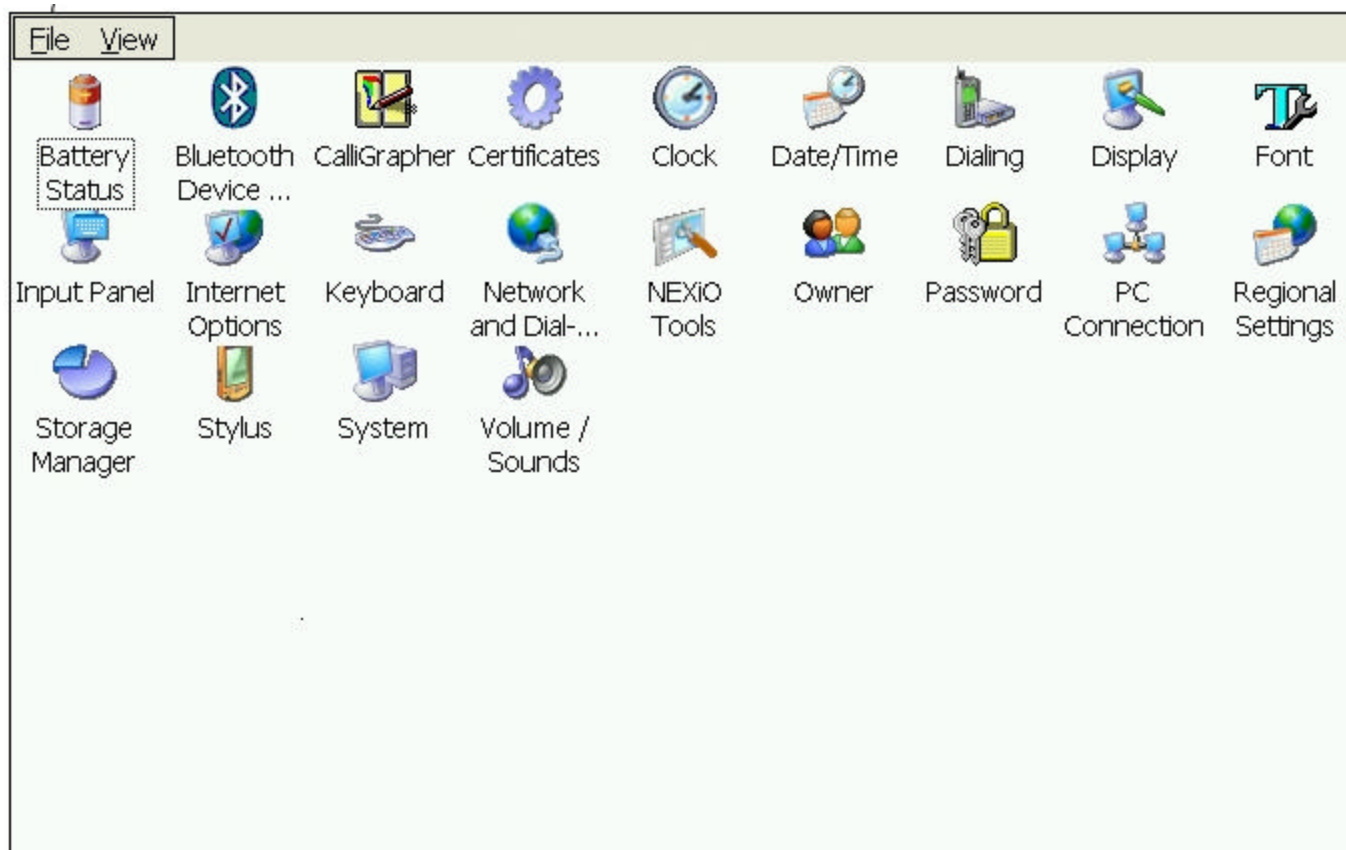 File View
Battery Status
Bluetooth Device ...
CalliGrapher
Certificates
Clock
Date/Time
Dialing
Display
Font
Input Panel
Internet Options
Keyboard
Network and Dial-...
NEXiO Tools
Owner
Password
PC Connection
Regional Settings
Storage Manager
Stylus
System
Volume / Sounds